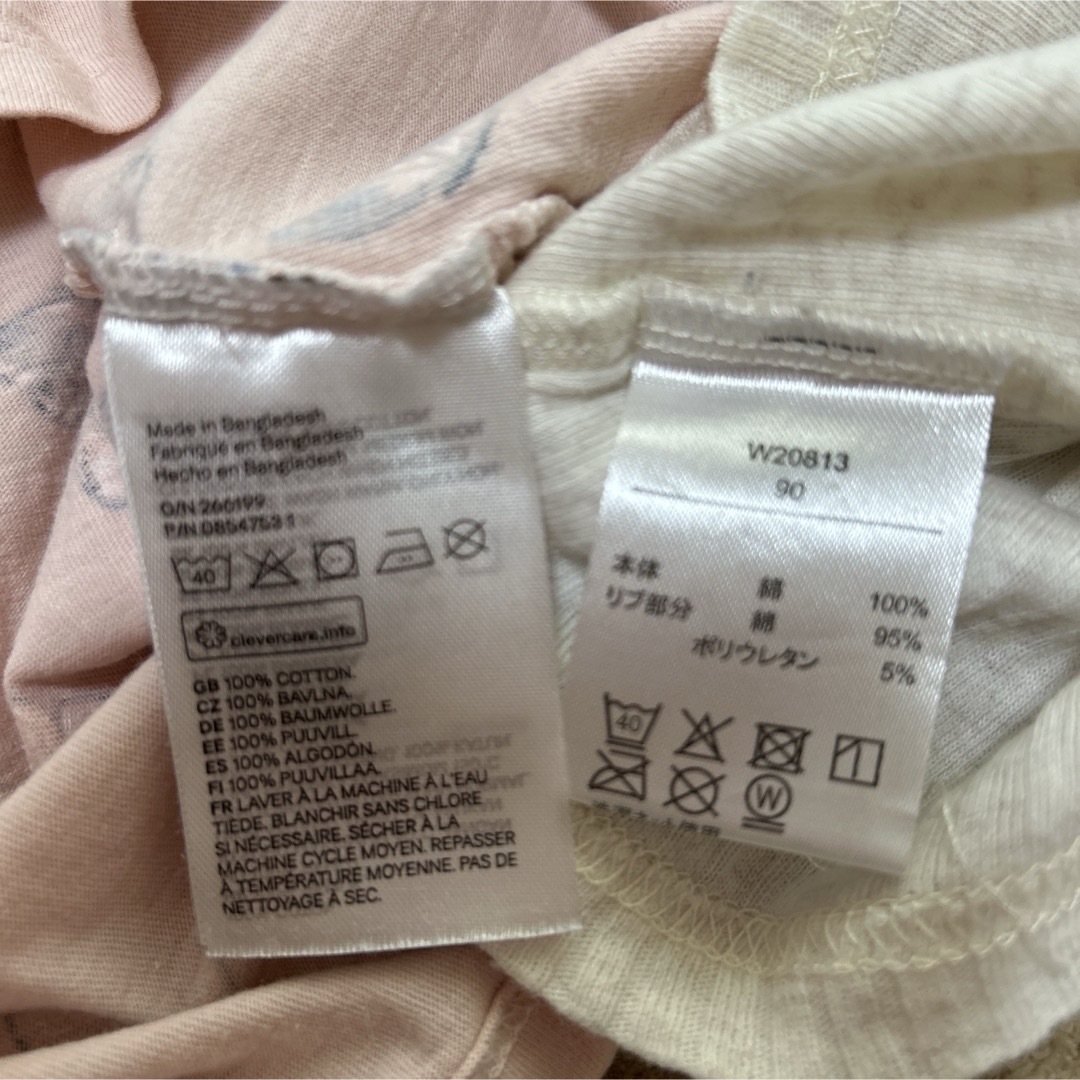 Made in Bangladesh
Fabriqué en Bangladesh
Hecho en Bangladesh
O/N 266199
P/N 0854753 1
40
clevercare.info
GB 100% COTTON.
CZ 100% BAVLNA.
DE 100% BAUMWOLLE.
EE 100% PUUVILL.
ES 100% ALGODÓN.
FI 100% PUUVILLAA.
FR LAVER À LA MACHINE À L'EAU
TIÈDE. BLANCHIR SANS CHLORE
SI NÉCESSAIRE. SÉCHER À LA
MACHINE CYCLE MOYEN. REPASSER
À TEMPÉRATURE MOYENNE. PAS DE
NETTOYAGE À SEC.
W20813
90
本体 綿 100%
リブ部分 綿 95%
ポリウレタン 5%
40
W